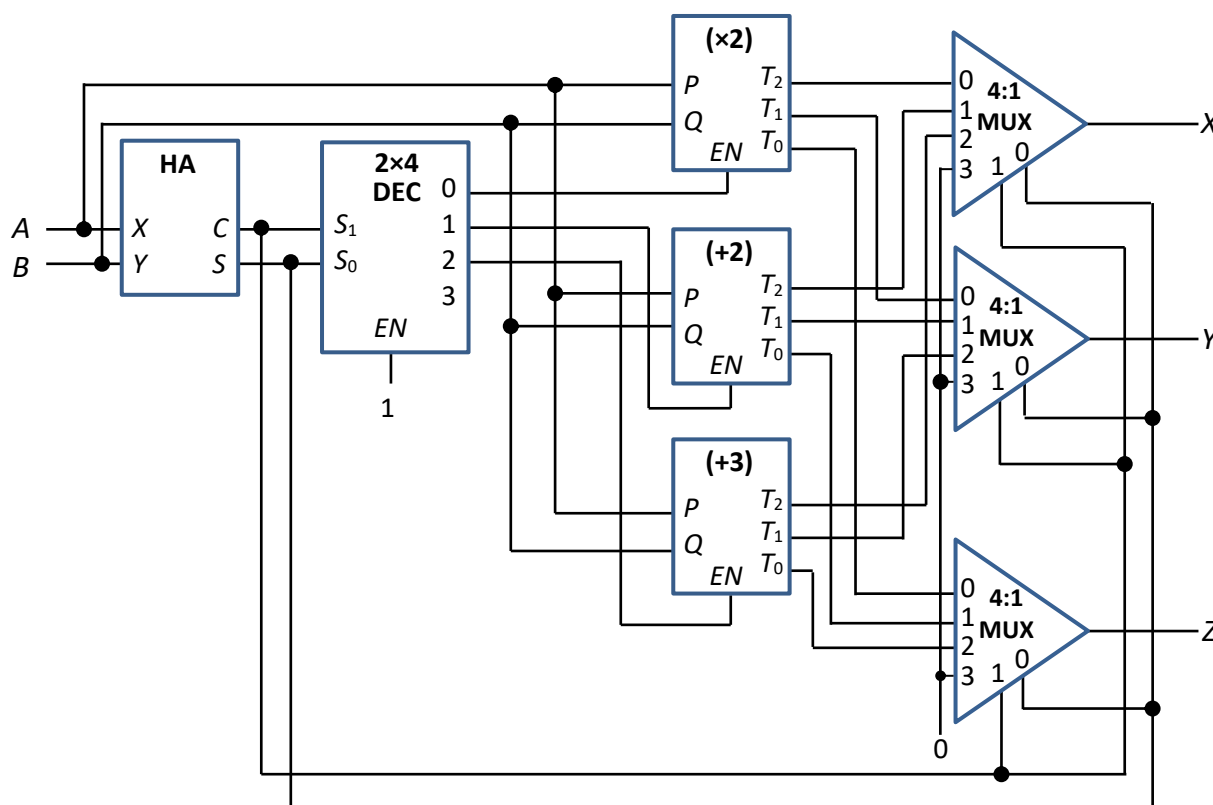 (×2)
P
Q
EN
T2
T1
T0
4:1
MUX
0
1
2
3
1
0
X
HA
A
B
X
Y
C
S
2×4
DEC
S1
S0
EN
0
1
2
3
1
(+2)
P
Q
EN
T2
T1
T0
4:1
MUX
0
1
2
3
1
0
Y
(+3)
P
Q
EN
T2
T1
T0
4:1
MUX
0
1
2
3
1
0
Z
0